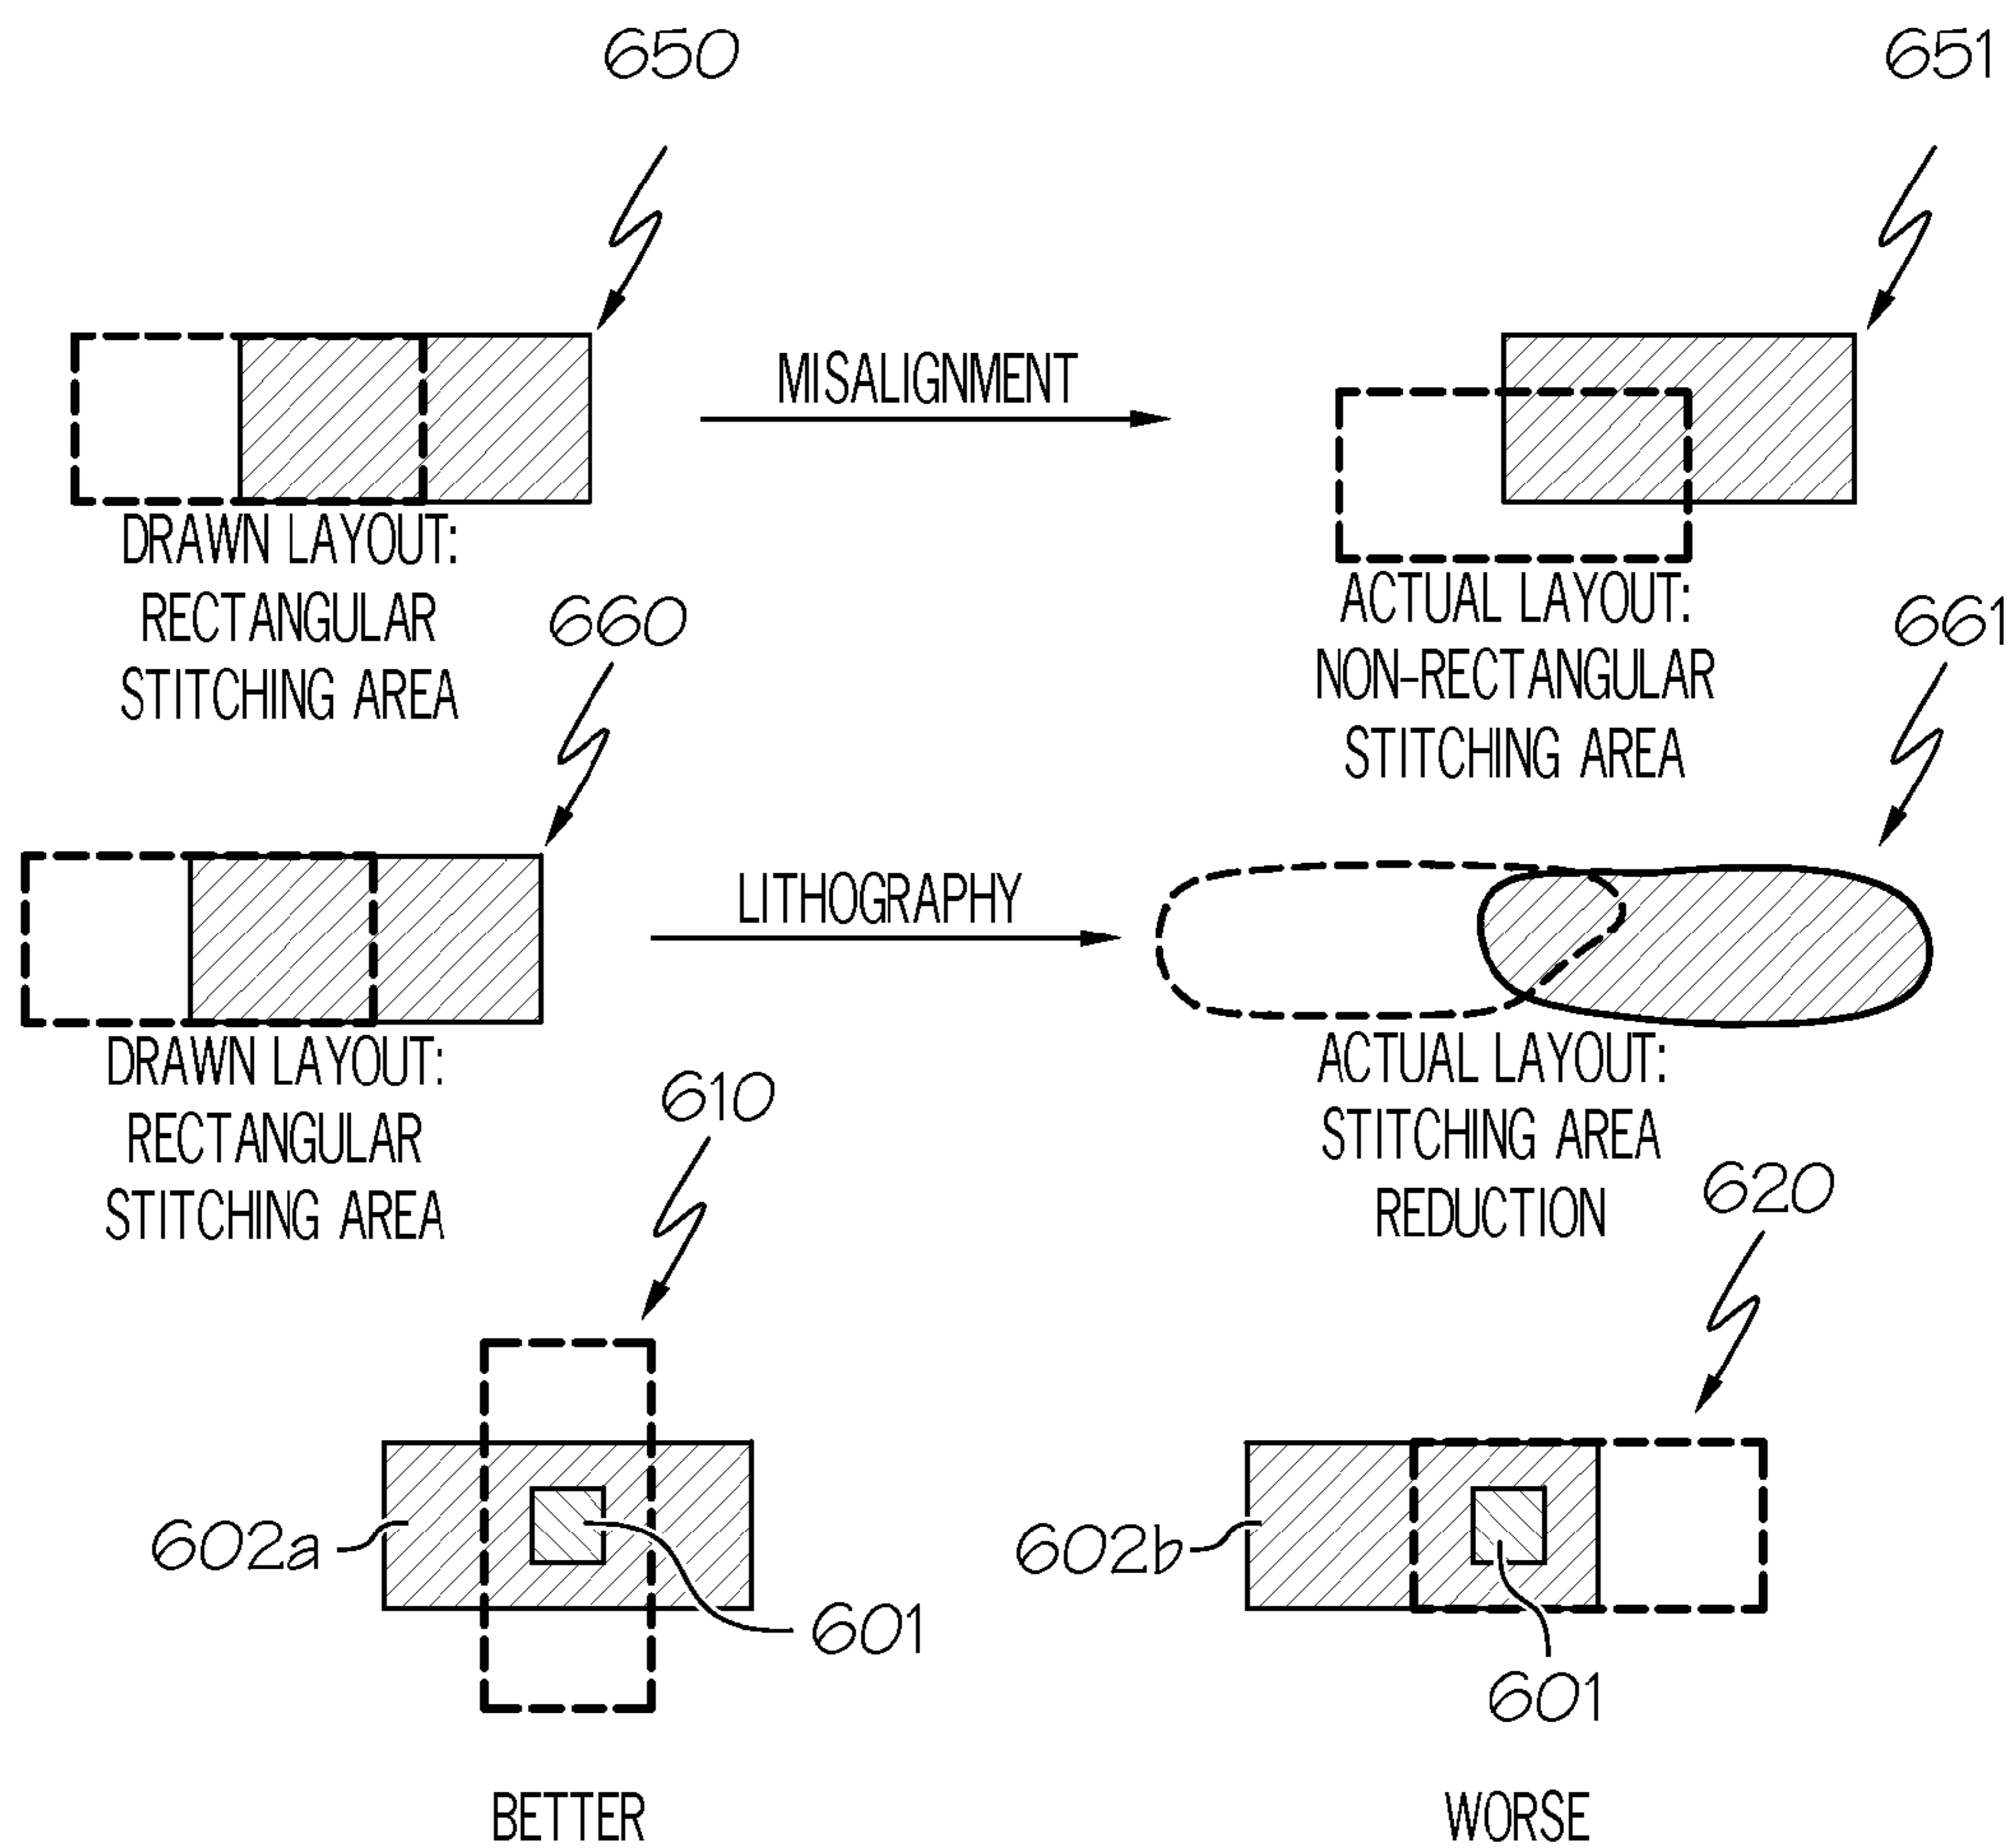 650
651
MISALIGNMENT
DRAWN LAYOUT:
RECTANGULAR
STITCHING AREA
ACTUAL LAYOUT:
NON-RECTANGULAR
STITCHING AREA
660
661
LITHOGRAPHY
DRAWN LAYOUT:
RECTANGULAR
STITCHING AREA
ACTUAL LAYOUT:
STITCHING AREA
REDUCTION
610
620
602a
601
602b
601
BETTER
WORSE